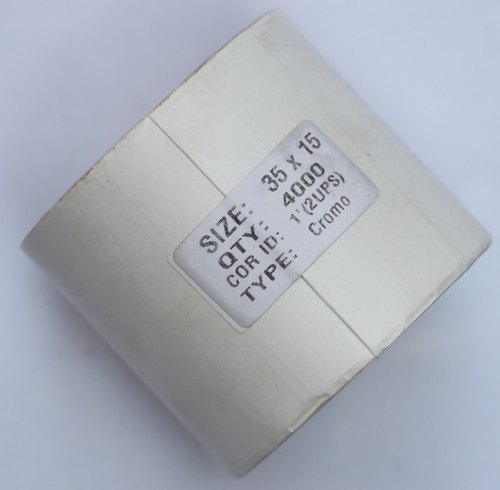 SIZE: 35 X 15
QTY: 4000
COR ID: 1'(2UPS)
TYPE: Cromo